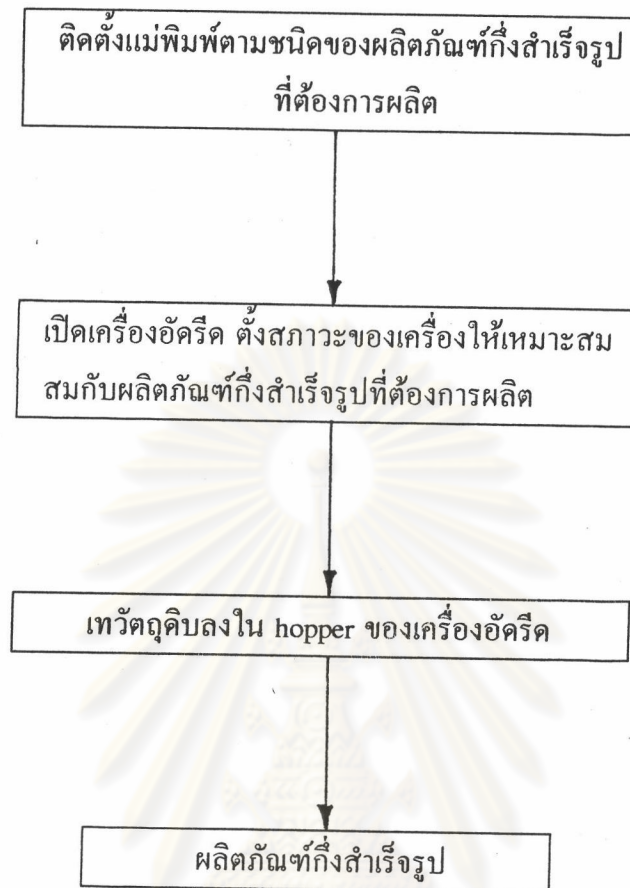 ติดตั้งแม่พิมพ์ตามชนิดของผลิตภัณฑ์กึ่งสำเร็จรูป
ที่ต้องการผลิต
เปิดเครื่องอัดรีด ตั้งสภาวะของเครื่องให้เหมาะสม
สมกับผลิตภัณฑ์กึ่งสำเร็จรูปที่ต้องการผลิต
เทวัตถุดิบลงใน hopper ของเครื่องอัดรีด
ผลิตภัณฑ์กึ่งสำเร็จรูป